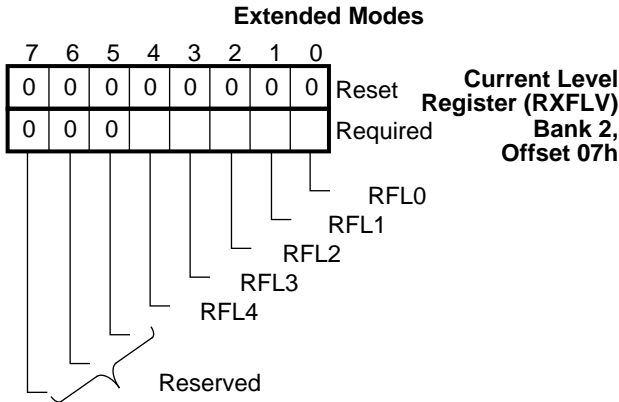 Extended Modes
7 6 5 4 3 2 1 0
0 0 0 0 0 0 0 0 Reset
0 0 0 Required
Current Level
Register (RXFLV)
Bank 2,
Offset 07h
RFL0
RFL1
RFL2
RFL3
RFL4
Reserved